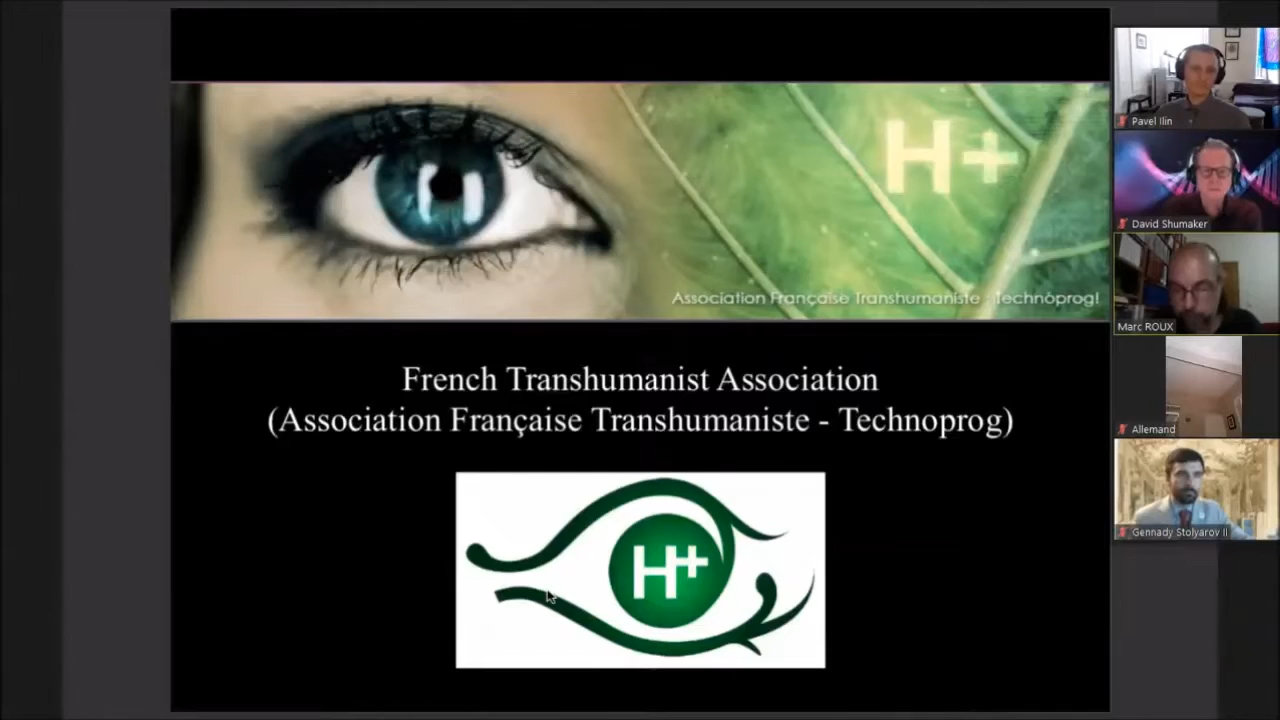 H+
Association Française Transhumaniste : Technoprog!
French Transhumanist Association
(Association Française Transhumaniste - Technoprog)
H+
Pavel Ilin
David Shumaker
Marc ROUX
Allemand
Gennady Stolyarov II